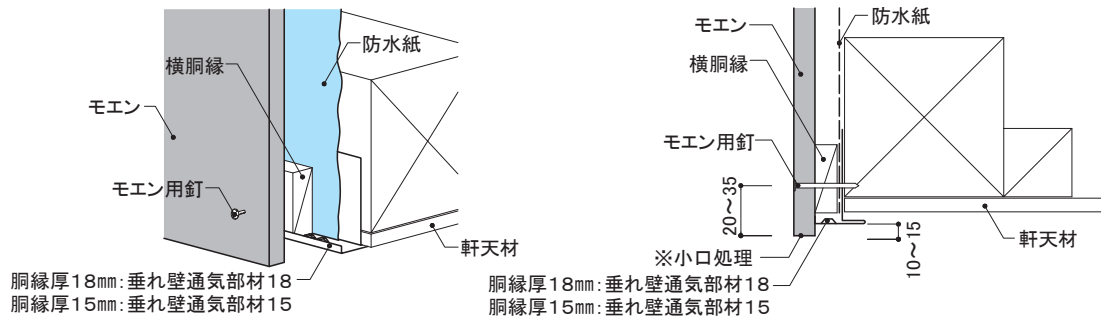 防水紙
横胴縁
モエン
モエン用釘
軒天材
胴縁厚18mm:垂れ壁通気部材18
胴縁厚15mm:垂れ壁通気部材15
モエン
防水紙
横胴縁
モエン用釘
20〜35
※小口処理
10〜15
軒天材
胴縁厚18mm:垂れ壁通気部材18
胴縁厚15mm:垂れ壁通気部材15